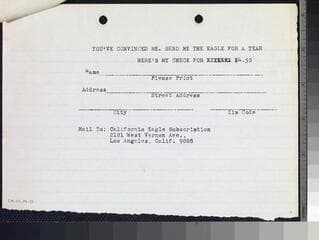 YOU'VE CONVINCED ME. SEND ME THE EAGLE FOR A YEAR
HERE'S MY CHECK FOR XXXXXXX $4.50
Name
Please Print
Address
Street Address
City Zip Code
Mail To: California Eagle Subscription
2101 West Vernon Ave.,
Los Angeles, Calif. 9008